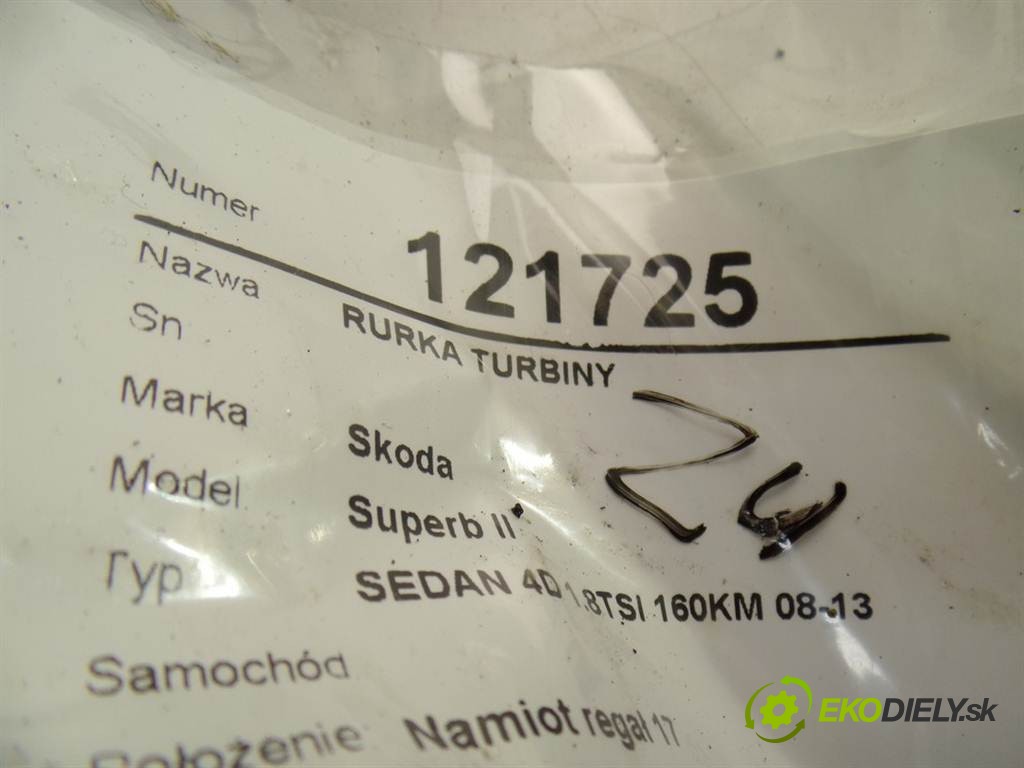 Numer 121725
Nazwa RURKA TURBINY
Sn
Marka Skoda
Model Superb II
Typ SEDAN 4D 1.8TSI 160KM 08-13
Samochód
Położenie Namiot regał 17
EKODIELY.sk